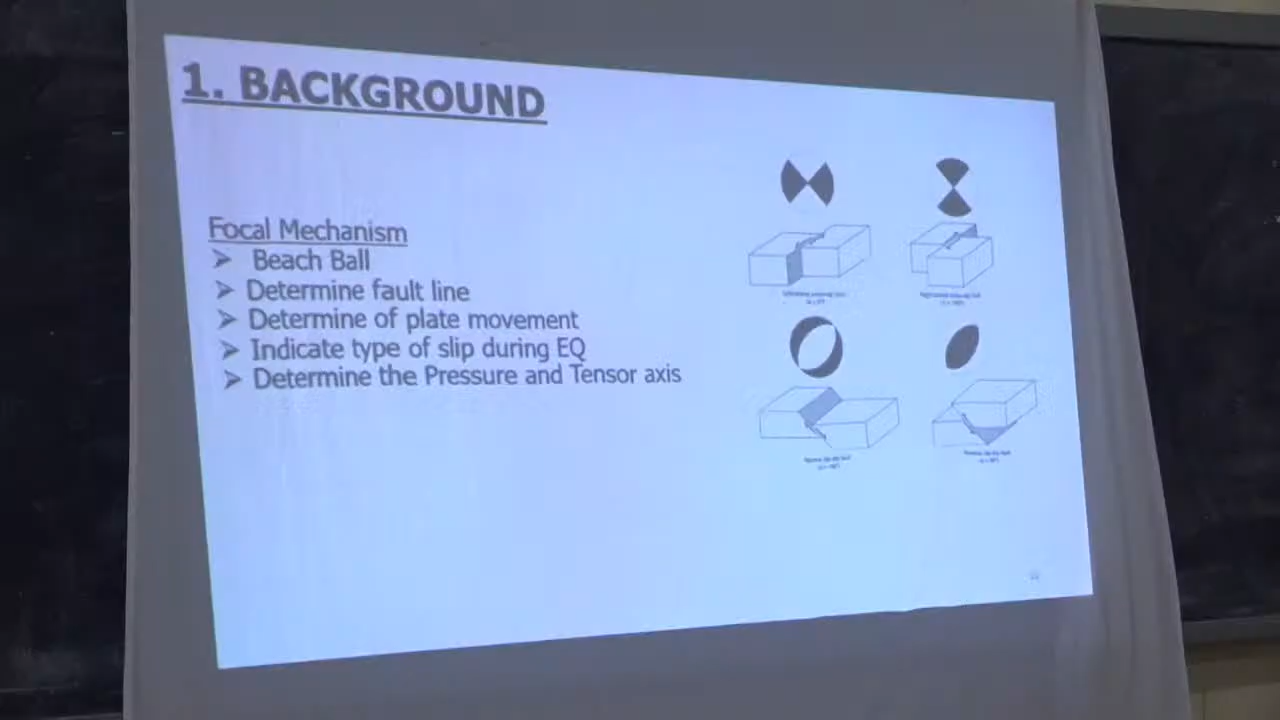 1. BACKGROUND
Focal Mechanism
➤ Beach Ball
➤ Determine fault line
➤ Determine of plate movement
➤ Indicate type of slip during EQ
➤ Determine the Pressure and Tensor axis